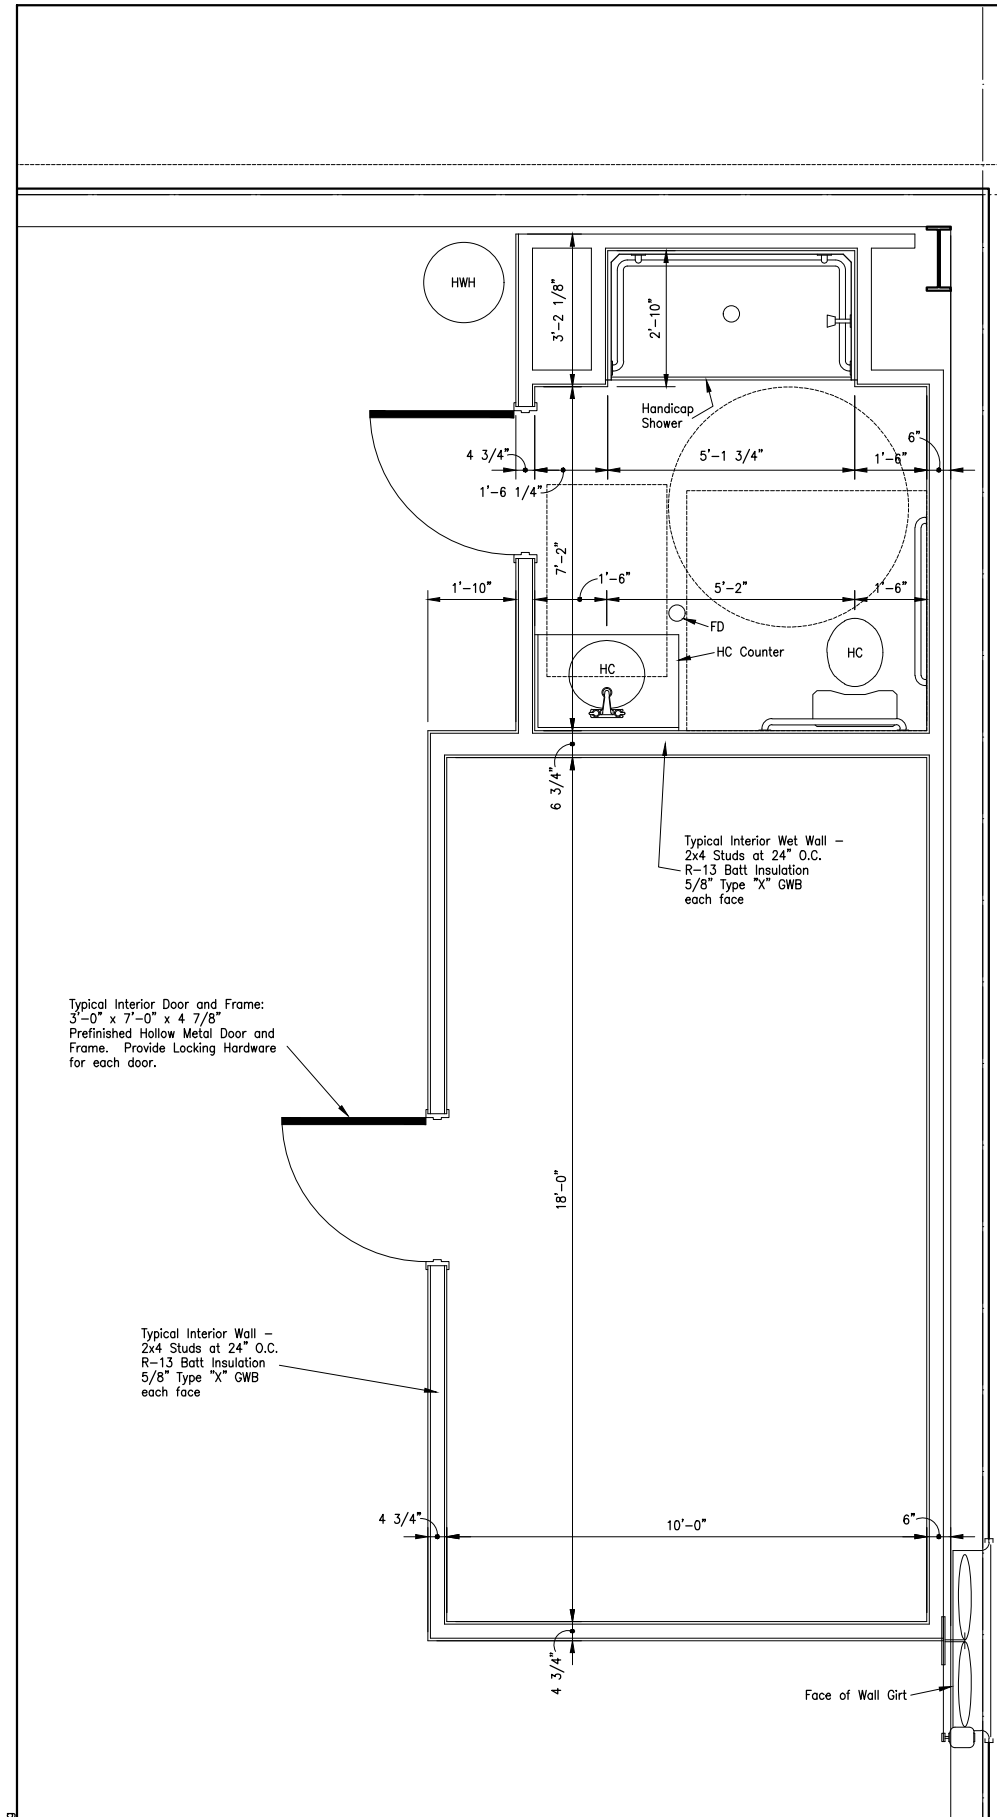 HWH
3'-2 1/8"
2'-10"
Handicap
Shower
4 3/4"
5'-1 3/4"
1'-6"
6"
1'-6 1/4"
7'-2"
1'-10"
1'-6"
5'-2"
1'-6"
FD
HC
HC Counter
HC
6 3/4"
Typical Interior Wet Wall –
2x4 Studs at 24" O.C.
R–13 Batt Insulation
5/8" Type "X" GWB
each face
Typical Interior Door and Frame:
3'-0" x 7'-0" x 4 7/8"
Prefinished Hollow Metal Door and
Frame. Provide Locking Hardware
for each door.
18'-0"
Typical Interior Wall –
2x4 Studs at 24" O.C.
R–13 Batt Insulation
5/8" Type "X" GWB
each face
4 3/4"
10'-0"
6"
4 3/4"
Face of Wall Girt